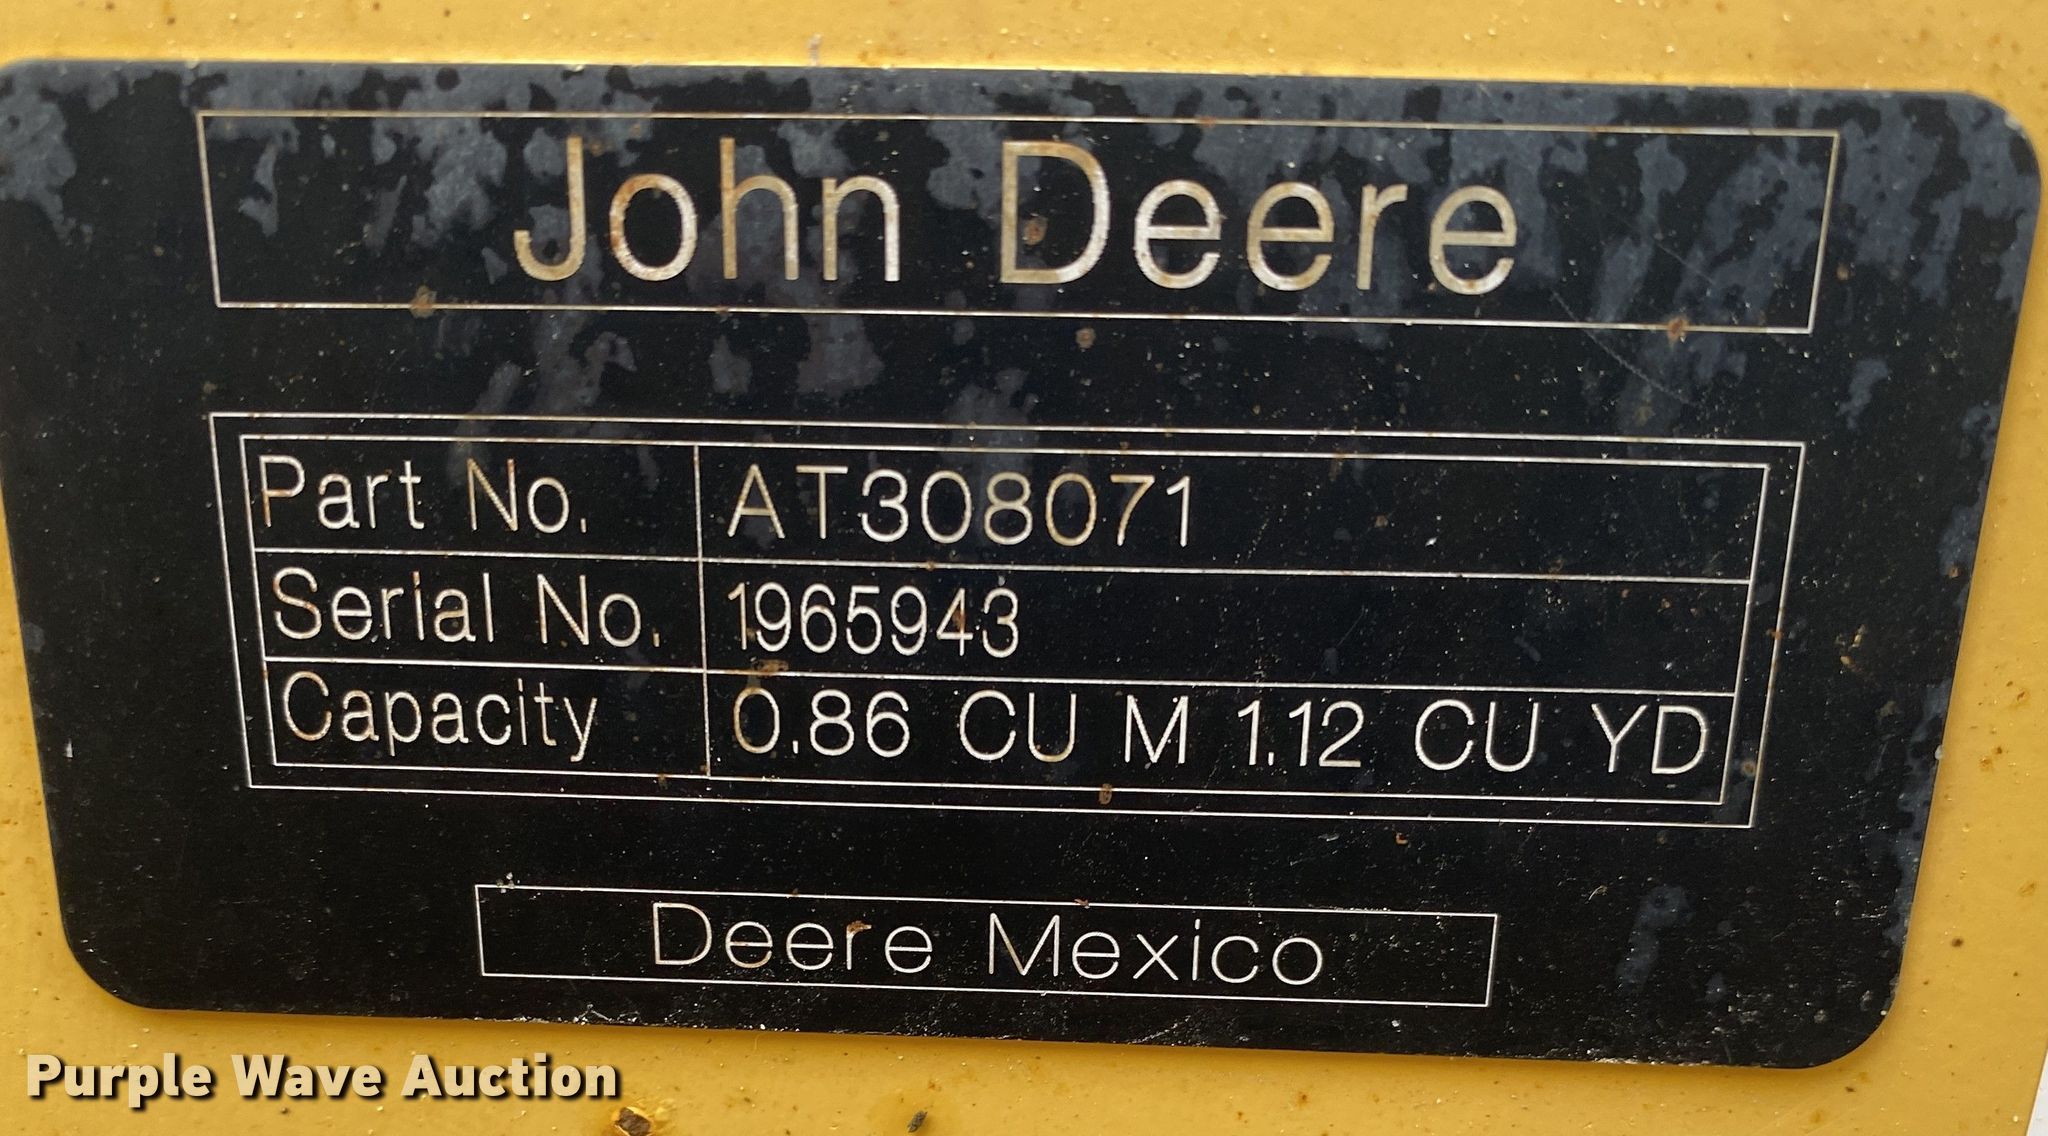 John Deere
Part No. AT308071
Serial No. 1965943
Capacity 0.86 CU M 1.12 CU YD
Deere Mexico
Purple Wave Auction